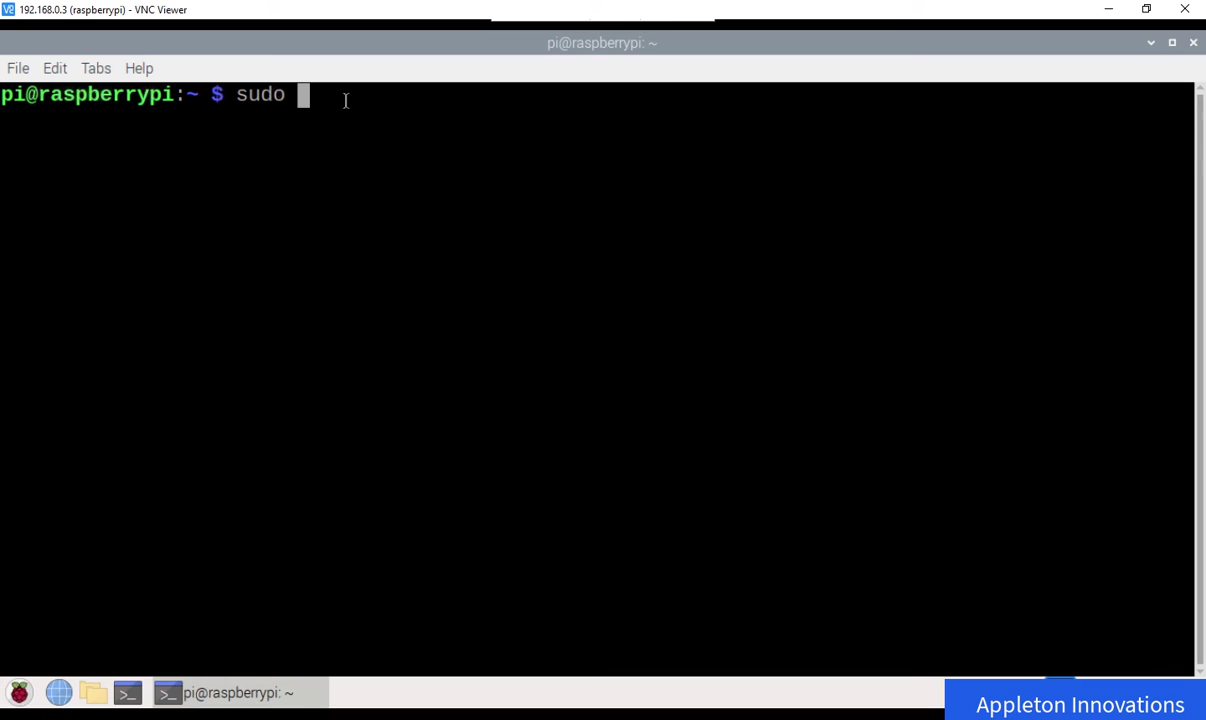 192.168.0.3 (raspberrypi) - VNC Viewer
pi@raspberrypi: ~
File Edit Tabs Help
pi@raspberrypi:~ $ sudo
pi@raspberrypi: ~
Appleton Innovations